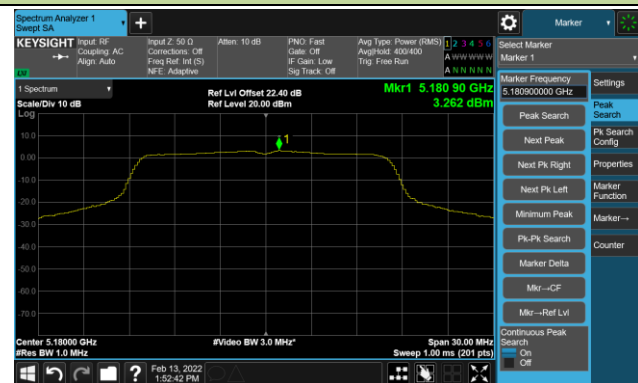 Spectrum Analyzer 1
Swept SA
+
Marker
KEYSIGHT
Input: RF
Coupling: AC
Align: Auto
Input Z: 50 Ω
Corrections: Off
Freq Ref: Int (S)
NFE: Adaptive
Atten: 10 dB
PNO: Fast
Gate: Off
IF Gain: Low
Sig Track: Off
Avg Type: Power (RMS)
Avg|Hold: 400/400
Trig: Free Run
1 2 3 4 5 6
A W W W W W
A N N N N N
Select Marker
Marker 1
1 Spectrum
Scale/Div 10 dB
Log
Ref Lvl Offset 22.40 dB
Ref Level 20.00 dBm
Mkr1 5.180 90 GHz
3.262 dBm
1
10.0
0.00
-10.0
-20.0
-30.0
-40.0
-50.0
-60.0
-70.0
Center 5.18000 GHz
#Res BW 1.0 MHz
#Video BW 3.0 MHz*
Span 30.00 MHz
Sweep 1.00 ms (201 pts)
Marker Frequency
5.180900000 GHz
Peak Search
Next Peak
Next Pk Right
Next Pk Left
Minimum Peak
Pk-Pk Search
Marker Delta
Mkr→CF
Mkr→Ref Lvl
Continuous Peak
Search
On
Off
Settings
Peak
Search
Pk Search
Config
Properties
Marker
Function
Marker→
Counter
?
Feb 13, 2022
1:52:42 PM